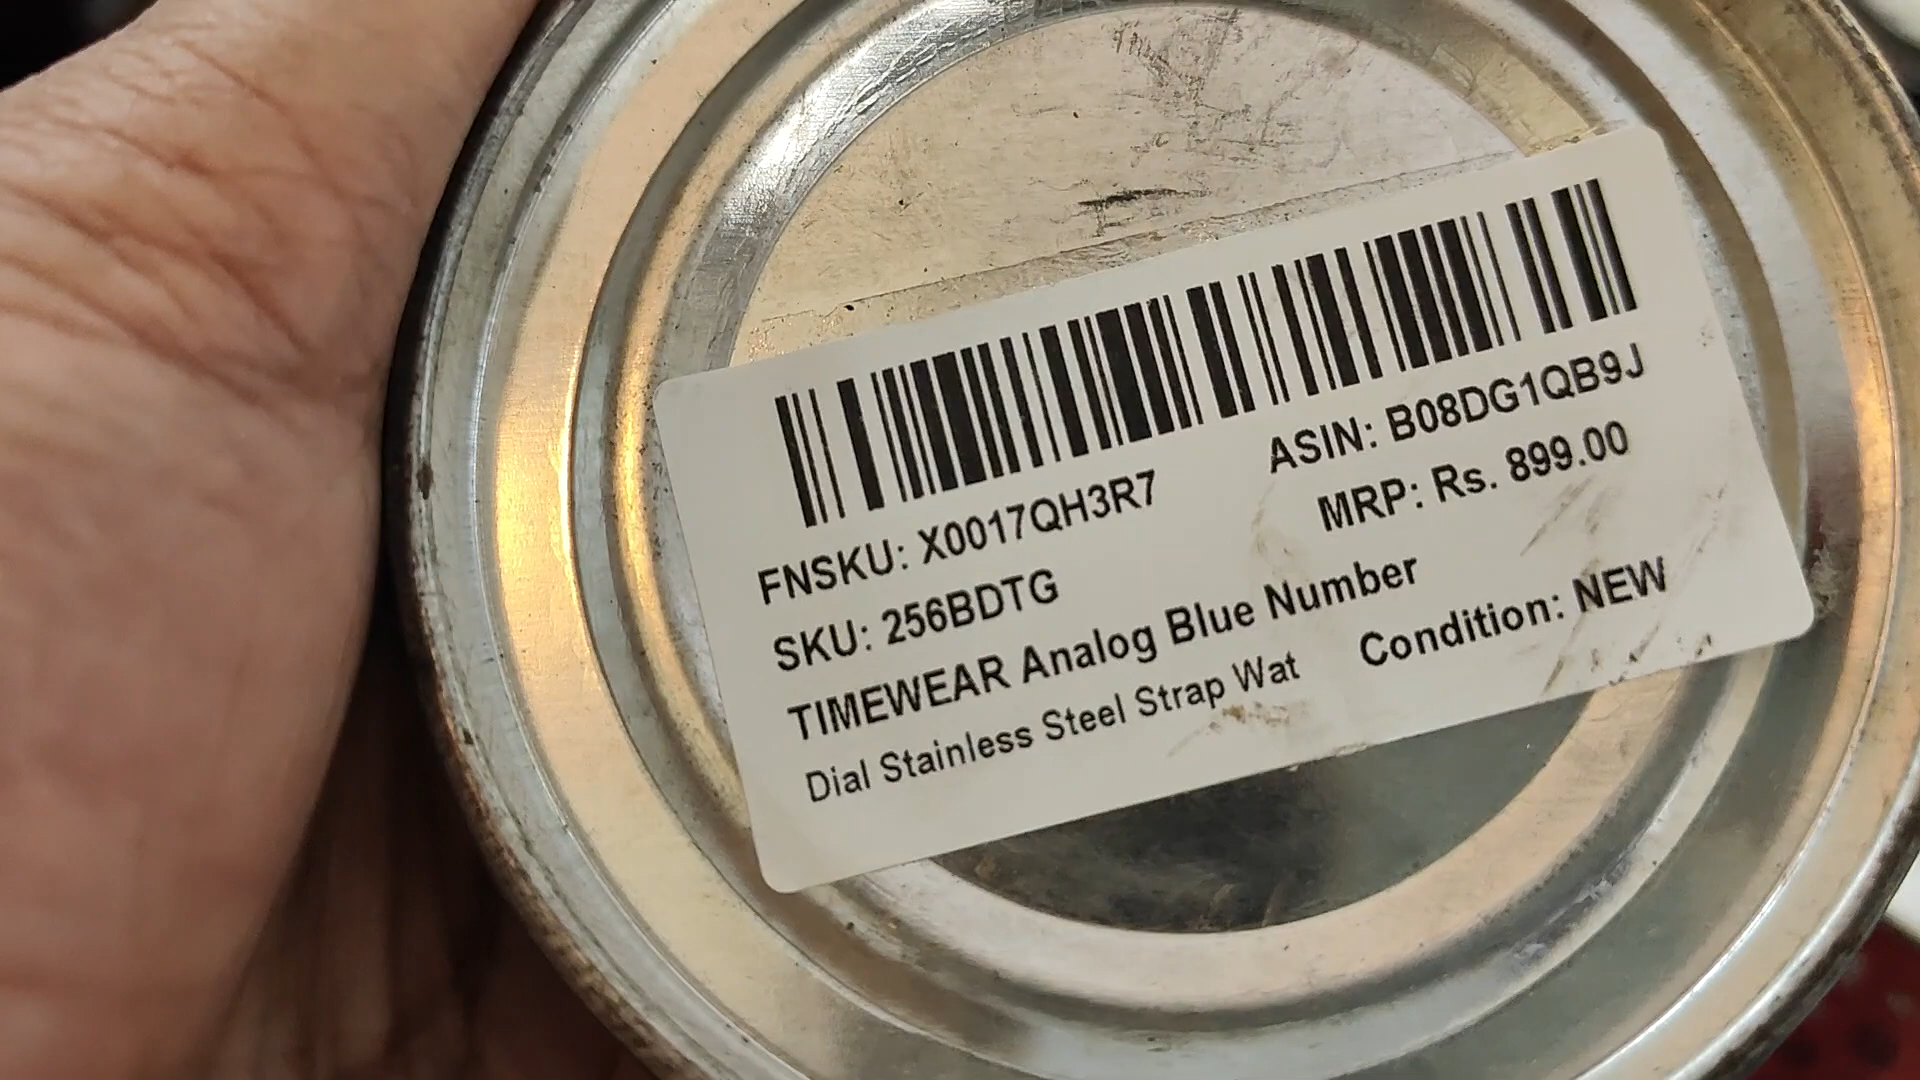 FNSKU: X0017QH3R7
ASIN: B08DG1QB9J
SKU: 256BDTG
MRP: Rs. 899.00
TIMEWEAR Analog Blue Number
Dial Stainless Steel Strap Wat
Condition: NEW